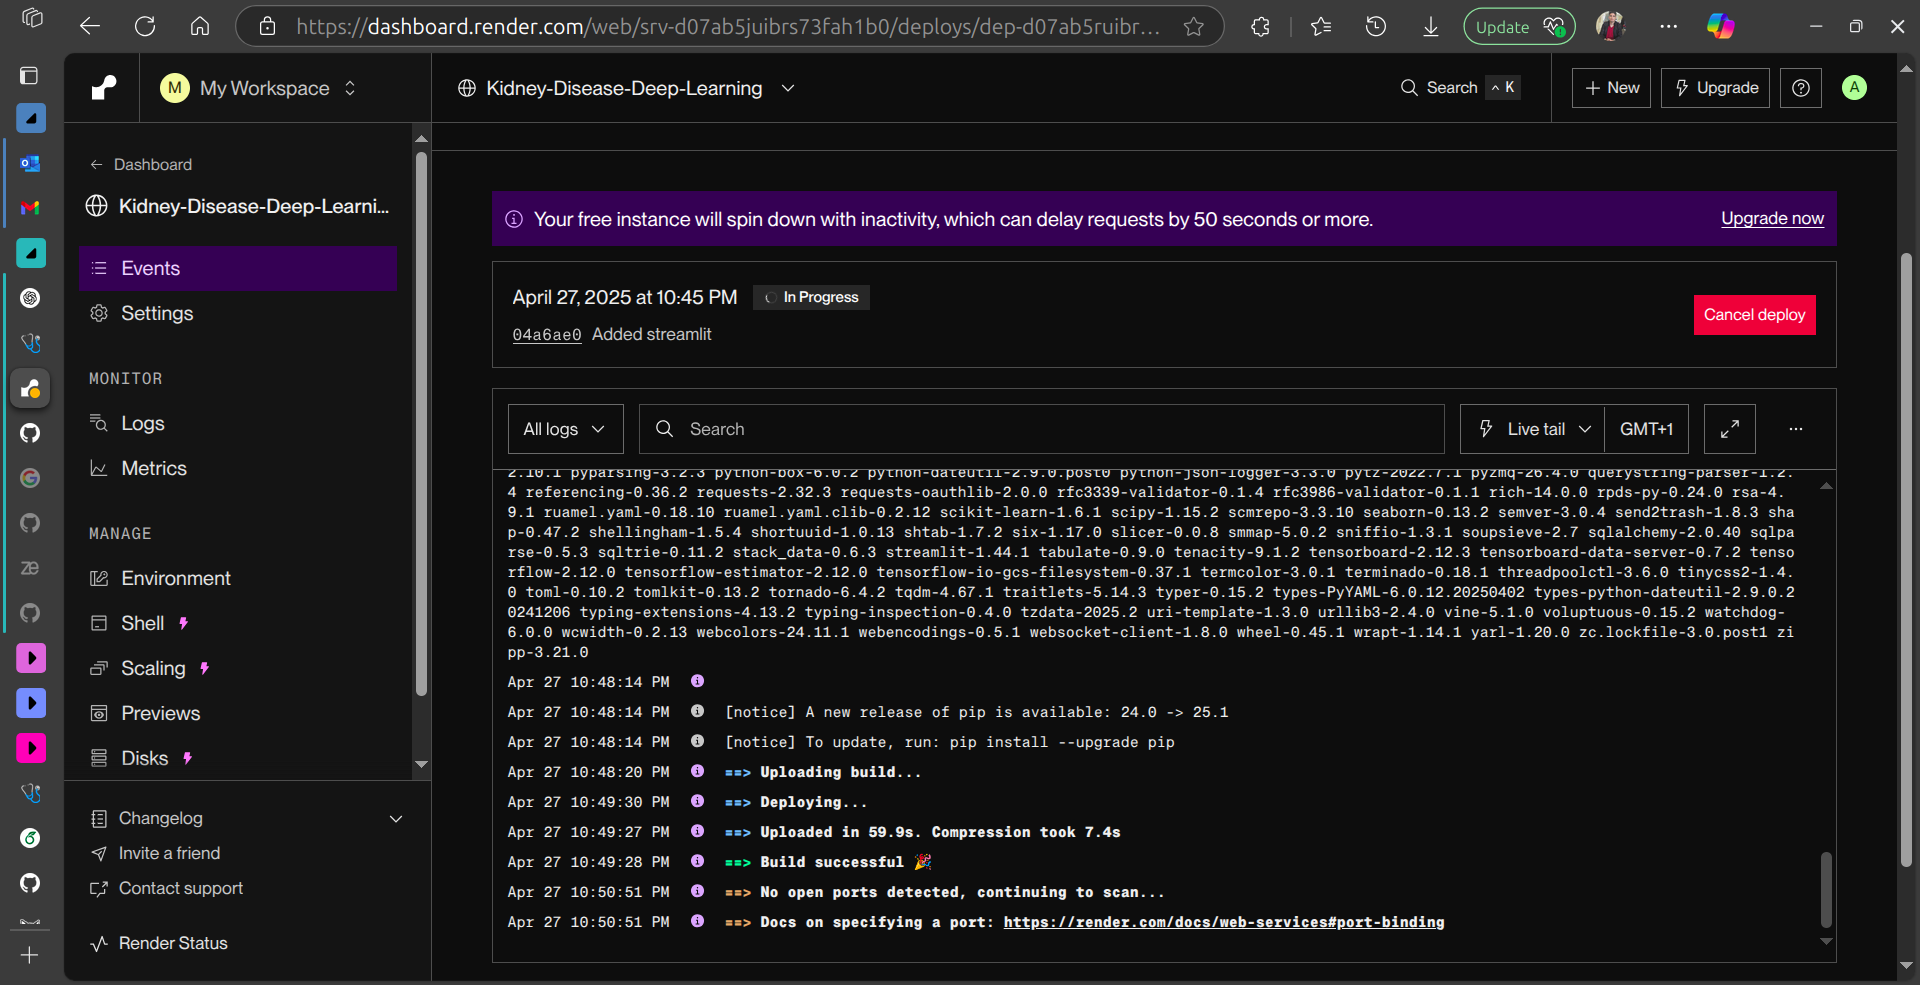 https://dashboard.render.com/web/srv-d07ab5juibrs73fah1b0/deploys/dep-d07ab5ruibr...
Update
M My Workspace
Kidney-Disease-Deep-Learning
Search ^ K
+ New
Upgrade
A
Dashboard
Kidney-Disease-Deep-Learni...
Events
Settings
MONITOR
Logs
Metrics
MANAGE
Environment
Shell
Scaling
Previews
Disks
Changelog
Invite a friend
Contact support
Render Status
Your free instance will spin down with inactivity, which can delay requests by 50 seconds or more.
Upgrade now
April 27, 2025 at 10:45 PM In Progress
04a6ae0 Added streamlit
Cancel deploy
All logs
Search
Live tail
GMT+1
...
2.10.1 pyparsing-3.2.3 python-box-6.0.2 python-dateutil-2.9.0.post0 python-json-logger-3.3.0 pytz-2022.7.1 pyzmq-26.4.0 querystring-parser-1.2.
4 referencing-0.36.2 requests-2.32.3 requests-oauthlib-2.0.0 rfc3339-validator-0.1.4 rfc3986-validator-0.1.1 rich-14.0.0 rpds-py-0.24.0 rsa-4.
9.1 ruamel.yaml-0.18.10 ruamel.yaml.clib-0.2.12 scikit-learn-1.6.1 scipy-1.15.2 scmrepo-3.3.10 seaborn-0.13.2 semver-3.0.4 send2trash-1.8.3 sha
p-0.47.2 shellingham-1.5.4 shortuuid-1.0.13 shtab-1.7.2 six-1.17.0 slicer-0.0.8 smmap-5.0.2 sniffio-1.3.1 soupsieve-2.7 sqlalchemy-2.0.40 sqlpa
rse-0.5.3 sqltrie-0.11.2 stack_data-0.6.3 streamlit-1.44.1 tabulate-0.9.0 tenacity-9.1.2 tensorboard-2.12.3 tensorboard-data-server-0.7.2 tenso
rflow-2.12.0 tensorflow-estimator-2.12.0 tensorflow-io-gcs-filesystem-0.37.1 termcolor-3.0.1 terminado-0.18.1 threadpoolctl-3.6.0 tinycss2-1.4.
0 toml-0.10.2 tomlkit-0.13.2 tornado-6.4.2 tqdm-4.67.1 traitlets-5.14.3 typer-0.15.2 types-PyYAML-6.0.12.20250402 types-python-dateutil-2.9.0.2
0241206 typing-extensions-4.13.2 typing-inspection-0.4.0 tzdata-2025.2 uri-template-1.3.0 urllib3-2.4.0 vine-5.1.0 voluptuous-0.15.2 watchdog-
6.0.0 wcwidth-0.2.13 webcolors-24.11.1 webencodings-0.5.1 websocket-client-1.8.0 wheel-0.45.1 wrapt-1.14.1 yarl-1.20.0 zc.lockfile-3.0.post1 zi
pp-3.21.0
Apr 27 10:48:14 PM
Apr 27 10:48:14 PM [notice] A new release of pip is available: 24.0 -> 25.1
Apr 27 10:48:14 PM [notice] To update, run: pip install --upgrade pip
Apr 27 10:48:20 PM ==> Uploading build...
Apr 27 10:49:30 PM ==> Deploying...
Apr 27 10:49:27 PM ==> Uploaded in 59.9s. Compression took 7.4s
Apr 27 10:49:28 PM ==> Build successful 🎉
Apr 27 10:50:51 PM ==> No open ports detected, continuing to scan...
Apr 27 10:50:51 PM ==> Docs on specifying a port: https://render.com/docs/web-services#port-binding